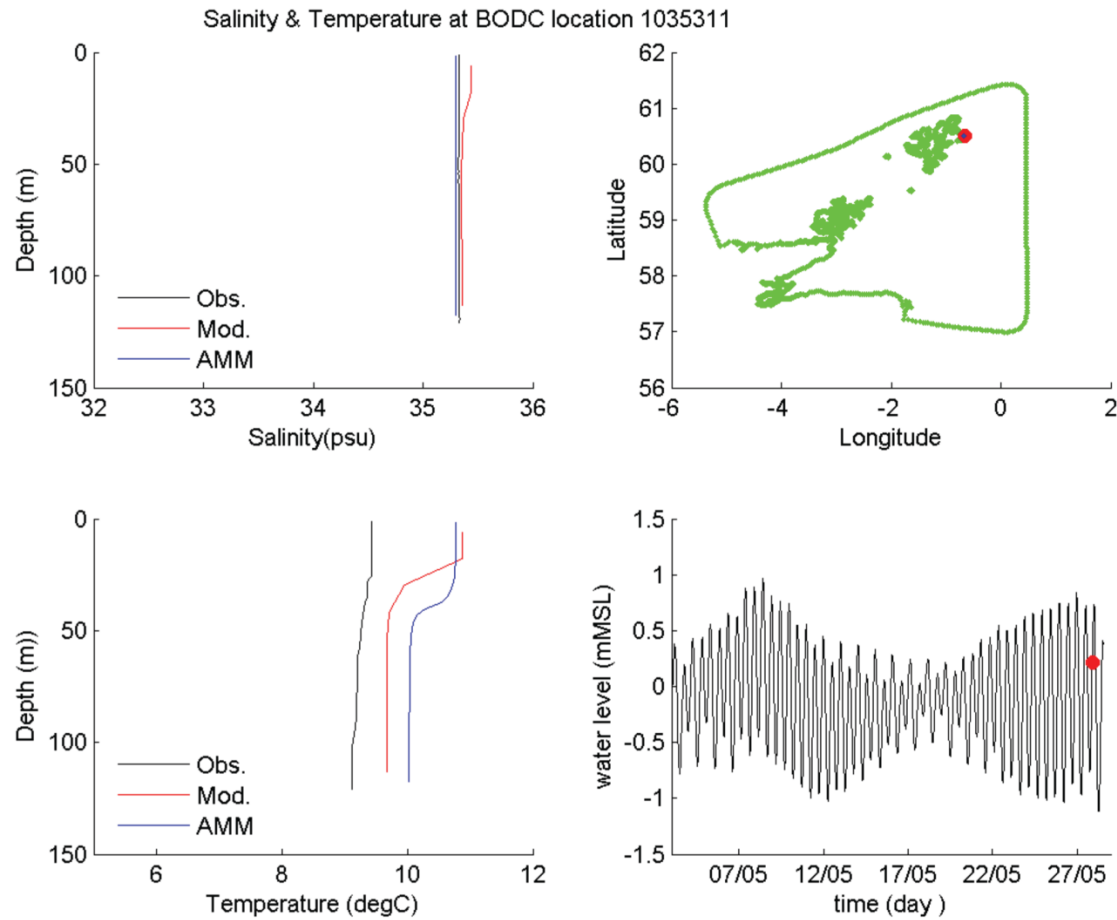 Salinity & Temperature at BODC location 1035311
0
50
100
150
Depth (m)
Obs.
Mod.
AMM
32 33 34 35 36
Salinity(psu)
62
61
60
59
58
57
56
Latitude
-6 -4 -2 0 2
Longitude
0
50
100
150
Depth (m))
Obs.
Mod.
AMM
6 8 10 12
Temperature (degC)
1.5
1
0.5
0
-0.5
-1
-1.5
water level (mMSL)
07/05 12/05 17/05 22/05 27/05
time (day )